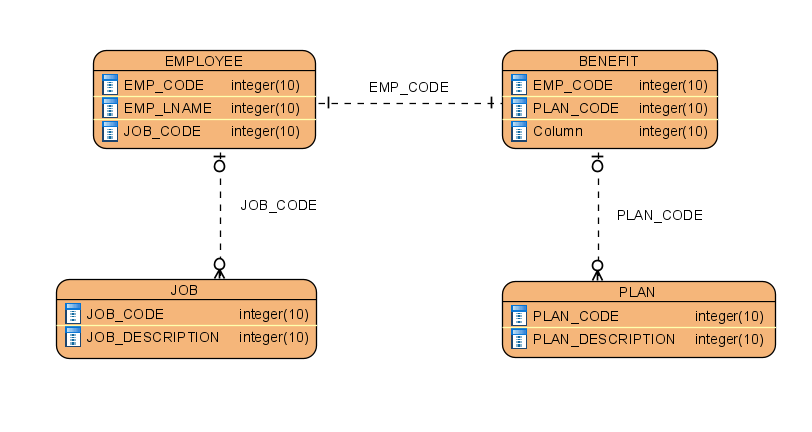 EMPLOYEE
EMP_CODE integer(10)
EMP_LNAME integer(10)
JOB_CODE integer(10)
EMP_CODE
BENEFIT
EMP_CODE integer(10)
PLAN_CODE integer(10)
Column integer(10)
JOB_CODE
PLAN_CODE
JOB
JOB_CODE integer(10)
JOB_DESCRIPTION integer(10)
PLAN
PLAN_CODE integer(10)
PLAN_DESCRIPTION integer(10)